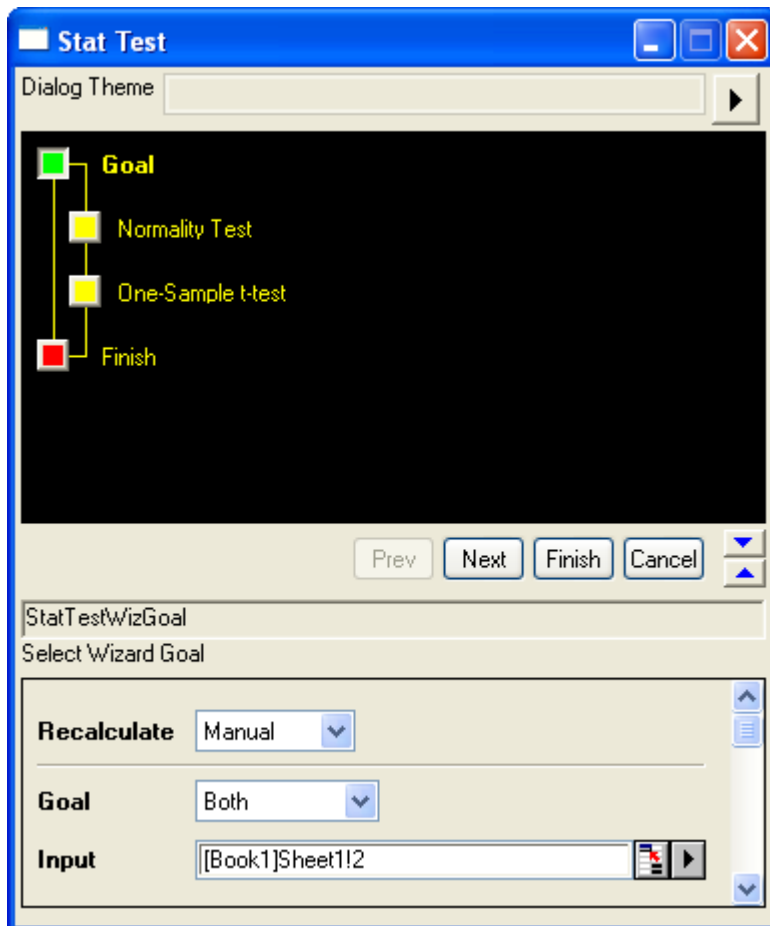 Stat Test
Dialog Theme
Goal
Normality Test
One-Sample t-test
Finish
Prev Next Finish Cancel
StatTestWizGoal
Select Wizard Goal
Recalculate Manual
Goal Both
Input [Book1]Sheet1!2